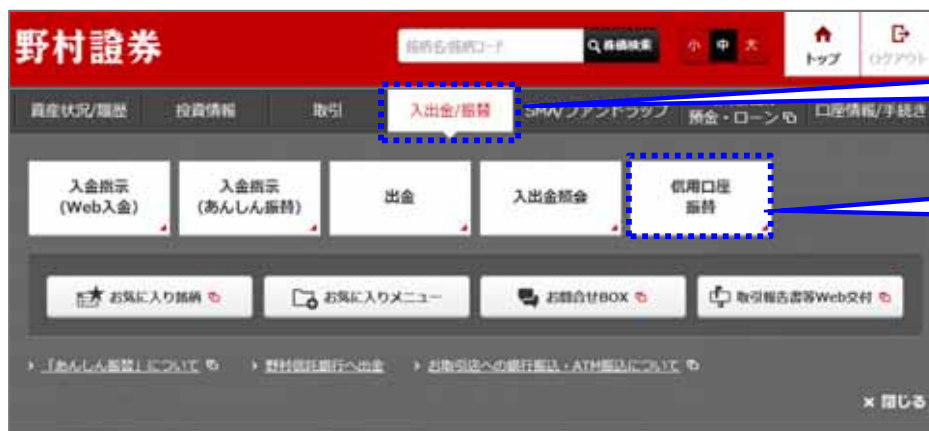 野村證券
銘柄名/銘柄コード 株価検索 小 中 大 トップ ログアウト
資産状況/履歴 投資情報 取引 入出金/振替 SMA/ファンドラップ 預金・ローン 口座情報/手続き
入金指示 入金指示 出金 入出金照会 信用口座
(Web入金) (あんしん振替) 振替
お気に入り銘柄 お気に入りメニュー お問合せBOX 取引報告書等Web交付
「あんしん振替」について 野村信託銀行へ出金 お取引店への銀行振込・ATM振込について
× 閉じる